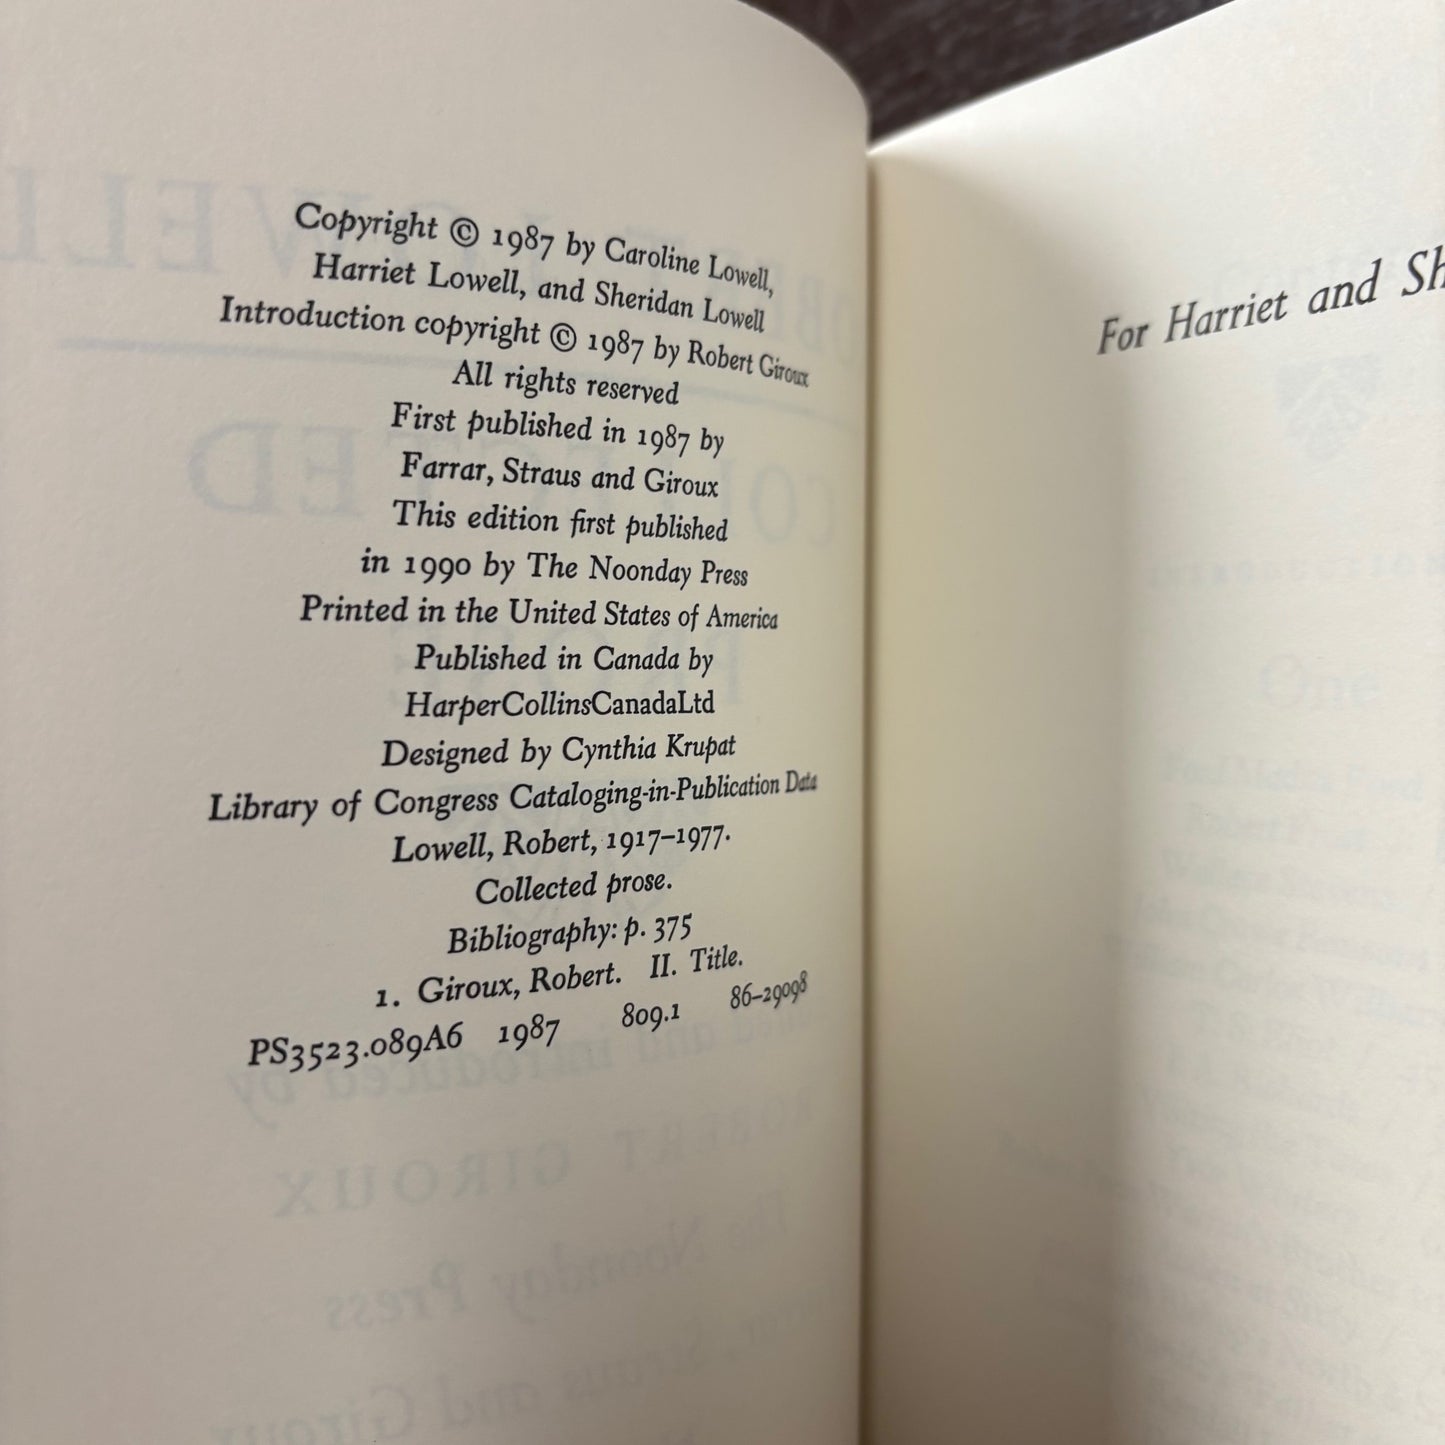 Copyright © 1987 by Caroline Lowell,
Harriet Lowell, and Sheridan Lowell
Introduction copyright © 1987 by Robert Giroux
All rights reserved
First published in 1987 by
Farrar, Straus and Giroux
This edition first published
in 1990 by The Noonday Press
Printed in the United States of America
Published in Canada by
HarperCollinsCanadaLtd
Designed by Cynthia Krupat
Library of Congress Cataloging-in-Publication Data
Lowell, Robert, 1917–1977.
Collected prose.
Bibliography: p. 375
1. Giroux, Robert. II. Title.
PS3523.089A6 1987 809.1 86–29098
For Harriet and Sh